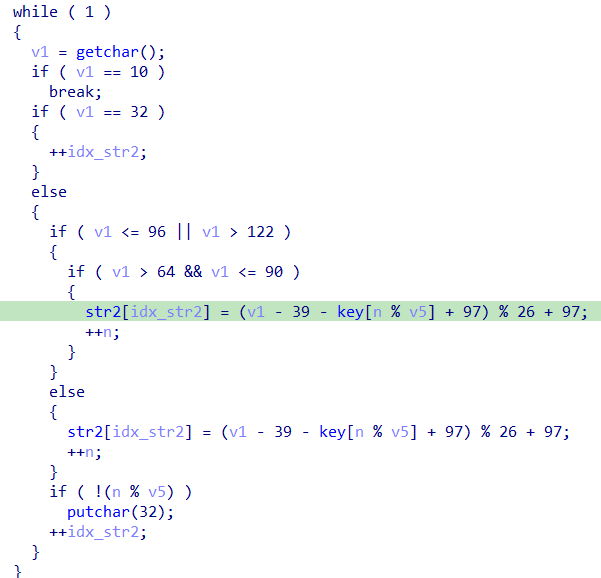 while ( 1 )
{
v1 = getchar();
if ( v1 == 10 )
break;
if ( v1 == 32 )
{
++idx_str2;
}
else
{
if ( v1 <= 96 || v1 > 122 )
{
if ( v1 > 64 && v1 <= 90 )
{
str2[idx_str2] = (v1 - 39 - key[n % v5] + 97) % 26 + 97;
++n;
}
}
else
{
str2[idx_str2] = (v1 - 39 - key[n % v5] + 97) % 26 + 97;
++n;
}
if ( !(n % v5) )
putchar(32);
++idx_str2;
}
}